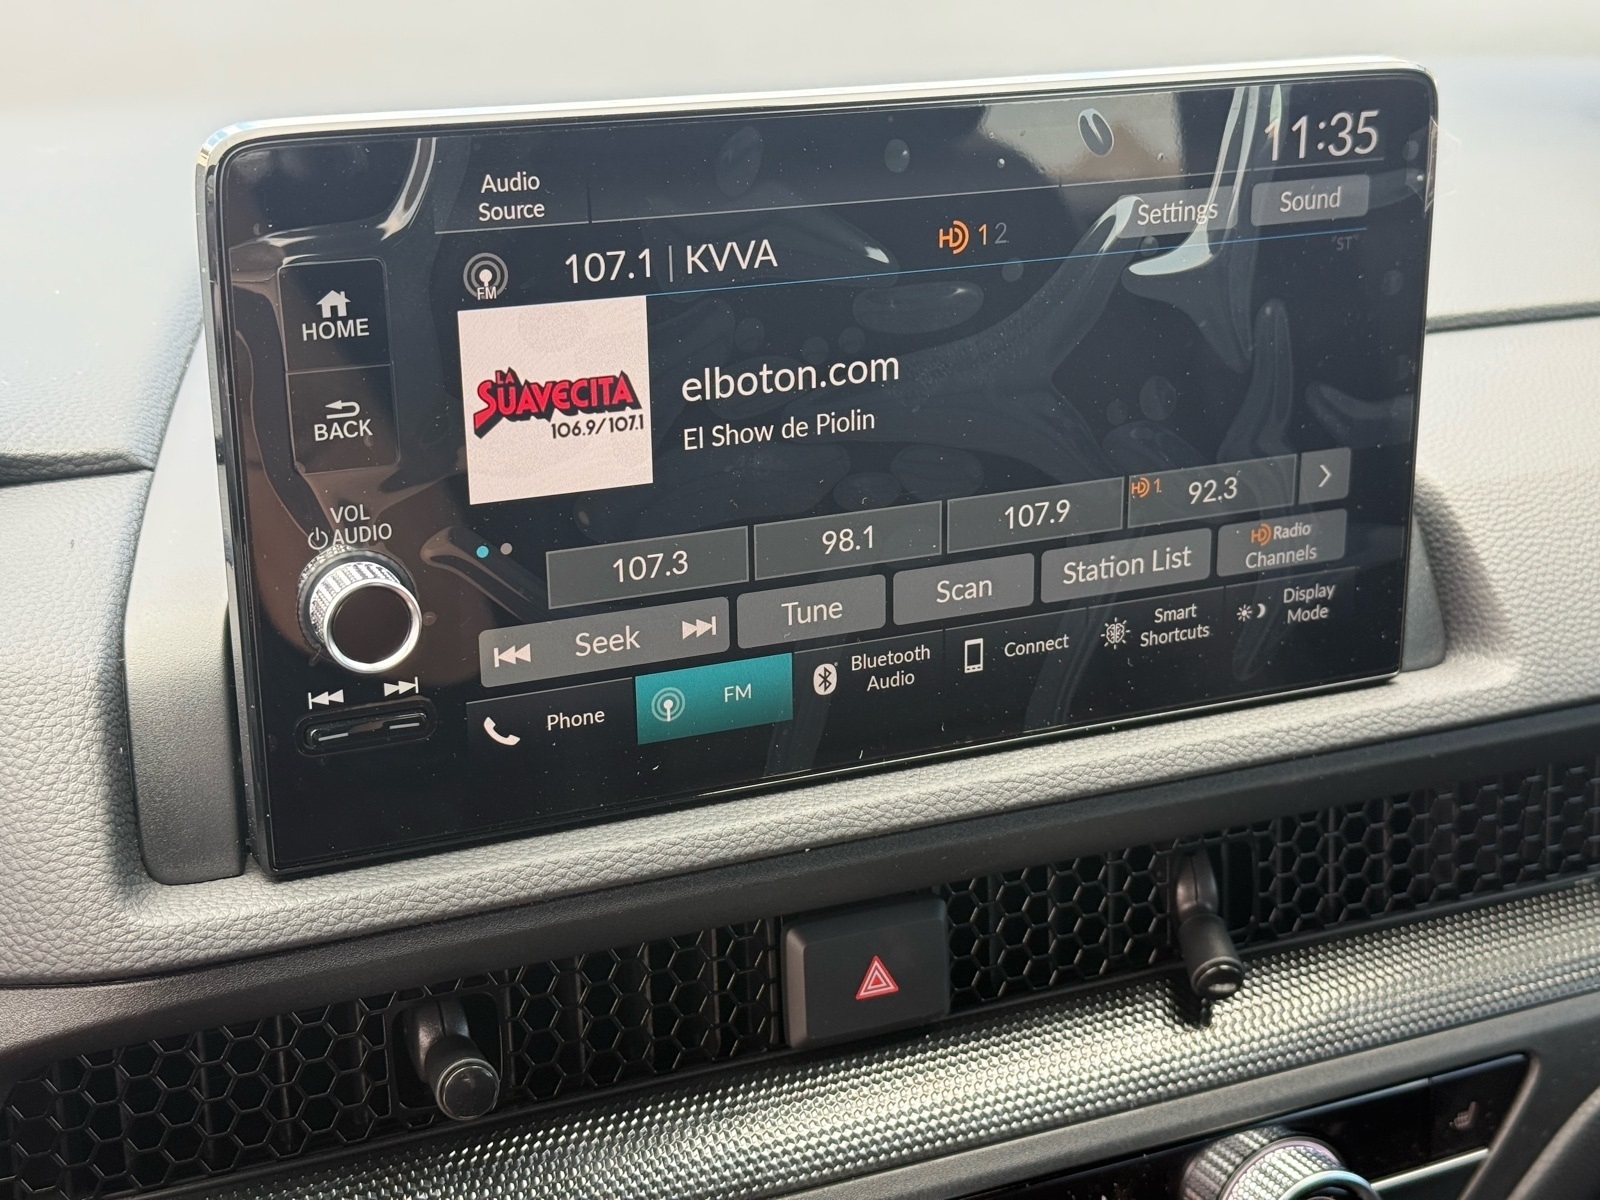 11:35
Audio
Source
Settings
Sound
107.1 | KVVA
HD 1 2
"ST"
FM
HOME
BACK
LA
SUAVECITA
106.9/107.1
elboton.com
El Show de Piolin
VOL
AUDIO
107.3
98.1
107.9
HD 1 92.3
Seek
Tune
Scan
Station List
HD Radio
Channels
Phone
FM
Bluetooth
Audio
Connect
Smart
Shortcuts
Display
Mode